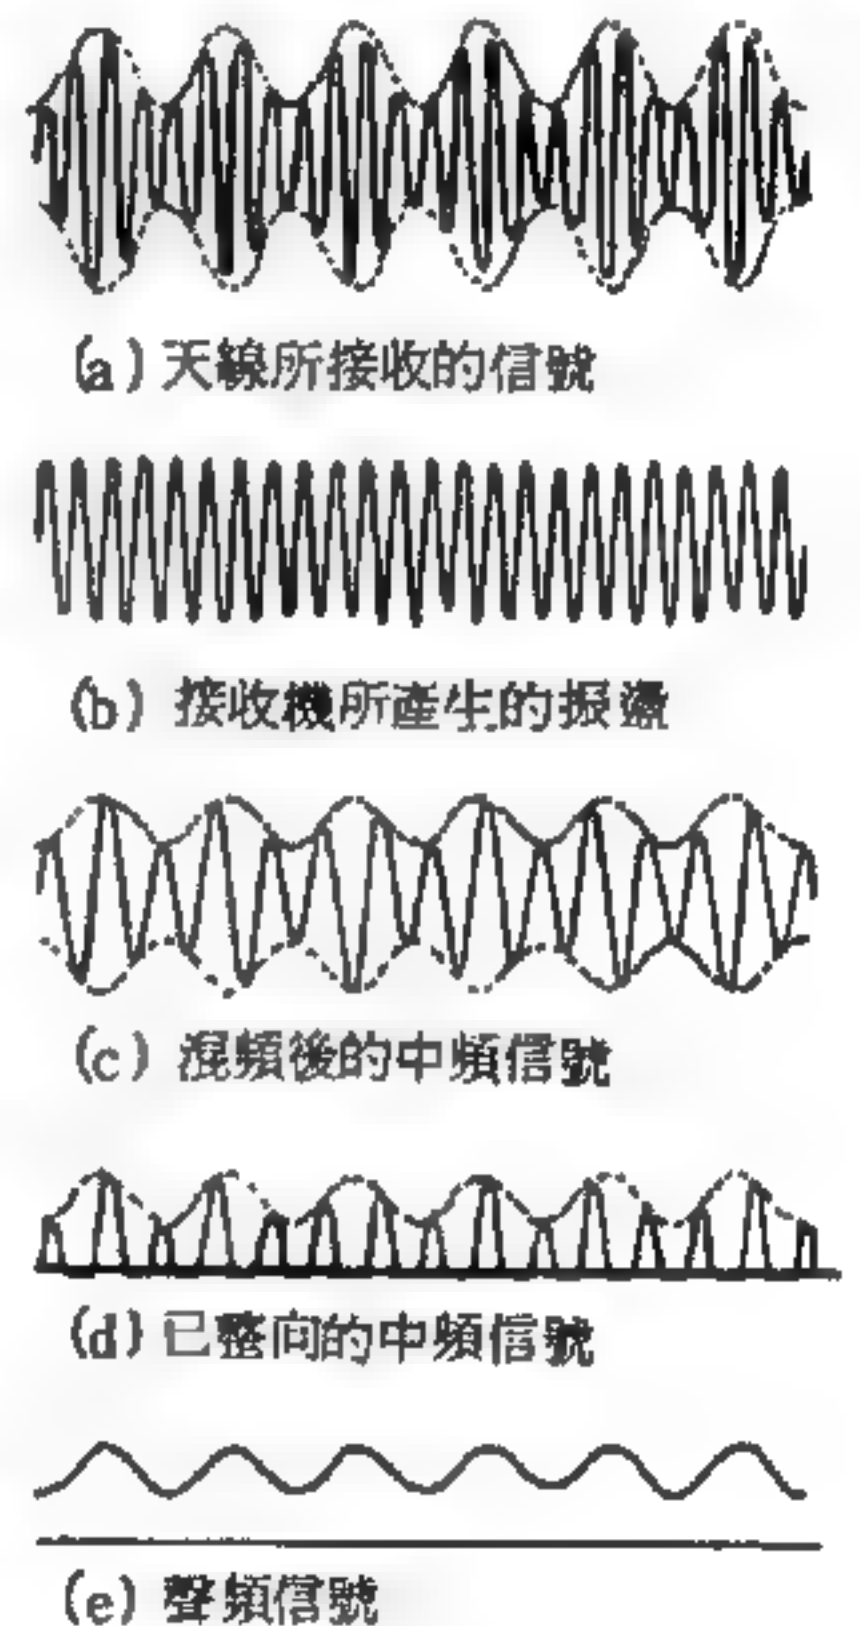 (a) 天線所接收的信號
(b) 接收機所產生的振盪
(c) 混頻後的中頻信號
(d) 已整向的中頻信號
(e) 聲頻信號